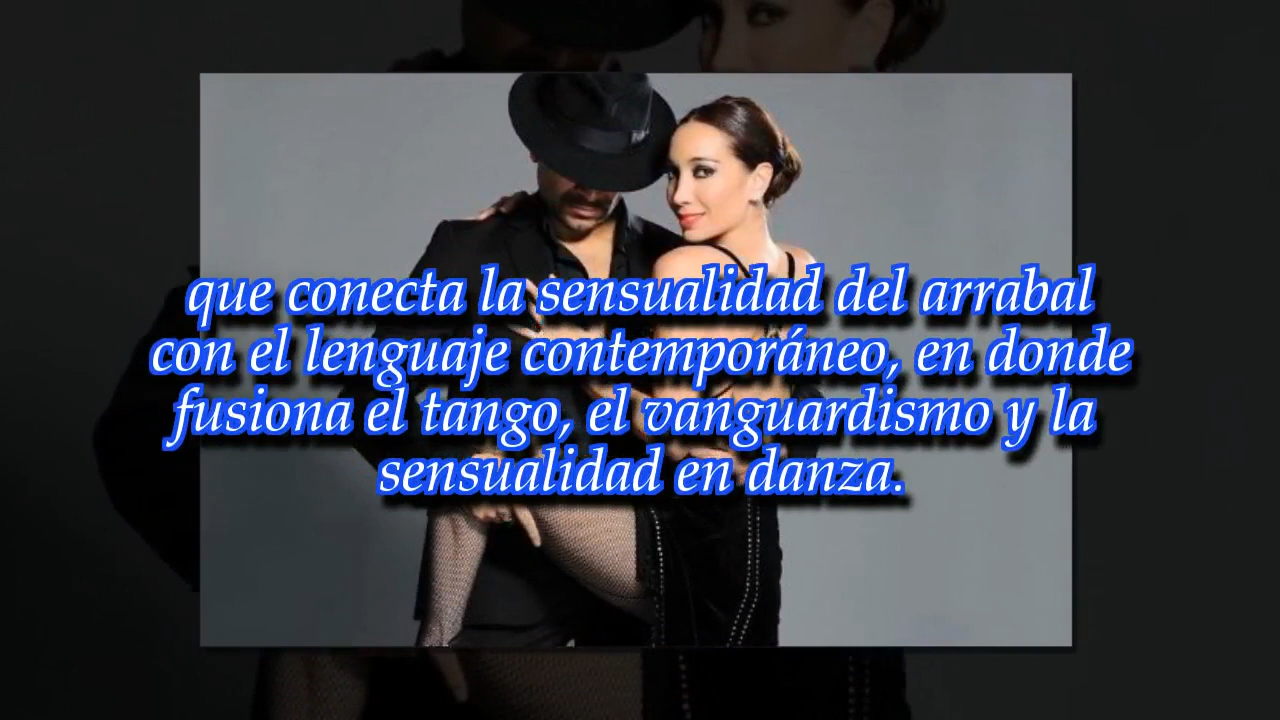 que conecta la sensualidad del arrabal
con el lenguaje contemporáneo, en donde
fusiona el tango, el vanguardismo y la
sensualidad en danza.